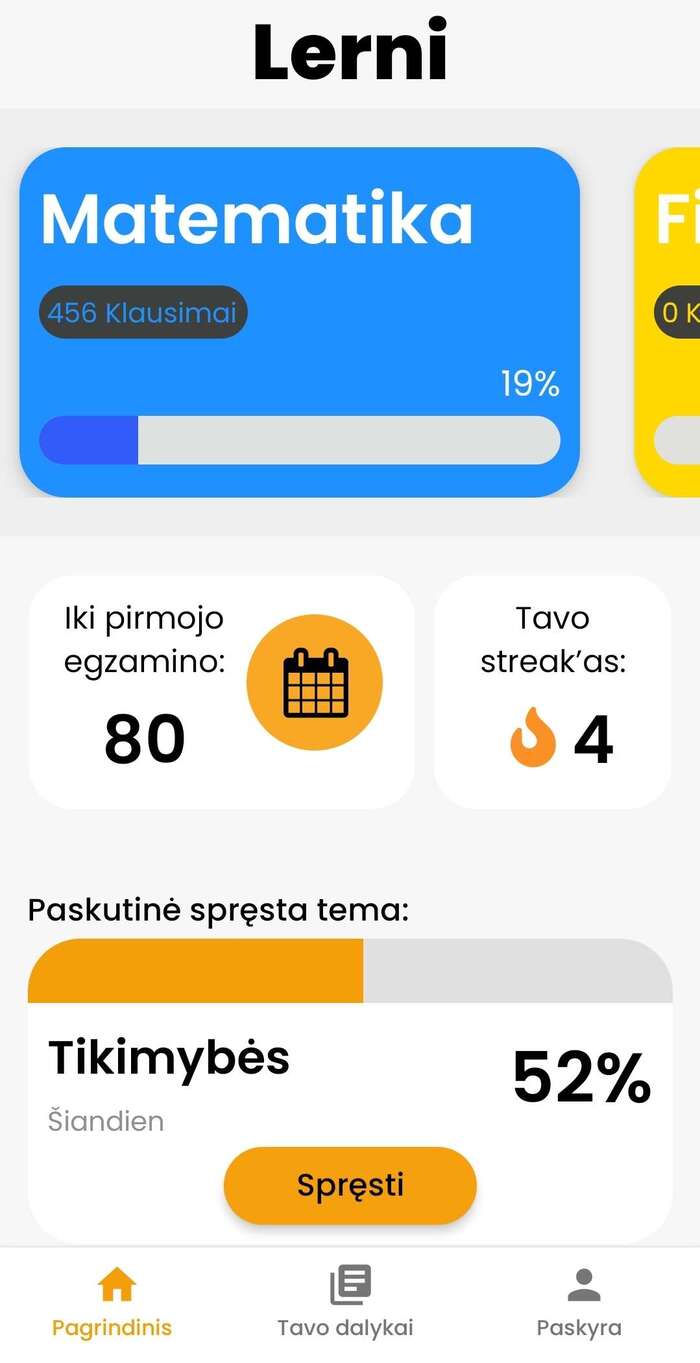 Lerni
Matematika
Fi
456 Klausimai
0 K
19%
Iki pirmojo
egzamino:
80
Tavo
streak’as:
4
Paskutinė spręsta tema:
Tikimybės
52%
Šiandien
Spręsti
Pagrindinis
Tavo dalykai
Paskyra